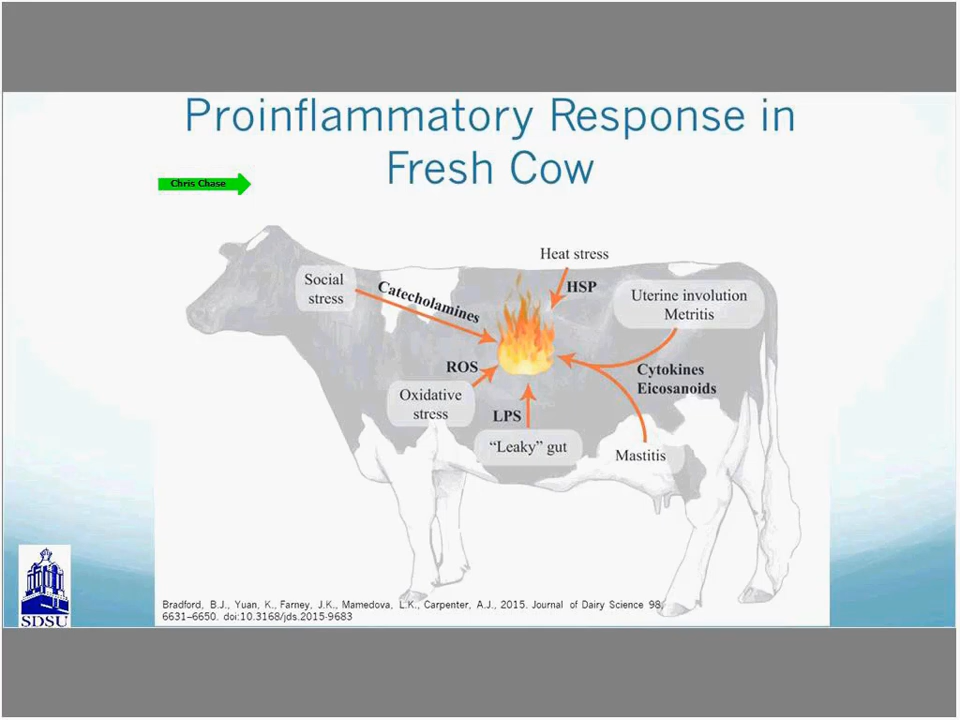 Proinflammatory Response in
Fresh Cow
Chris Chase
Heat stress
HSP
Social
stress
Catecholamines
Uterine involution
Metritis
ROS
Cytokines
Eicosanoids
Oxidative
stress
LPS
“Leaky” gut
Mastitis
Bradford, B.J., Yuan, K., Farney, J.K., Mamedova, L.K., Carpenter, A.J., 2015. Journal of Dairy Science 98,
6631–6650. doi:10.3168/jds.2015-9683
SDSU